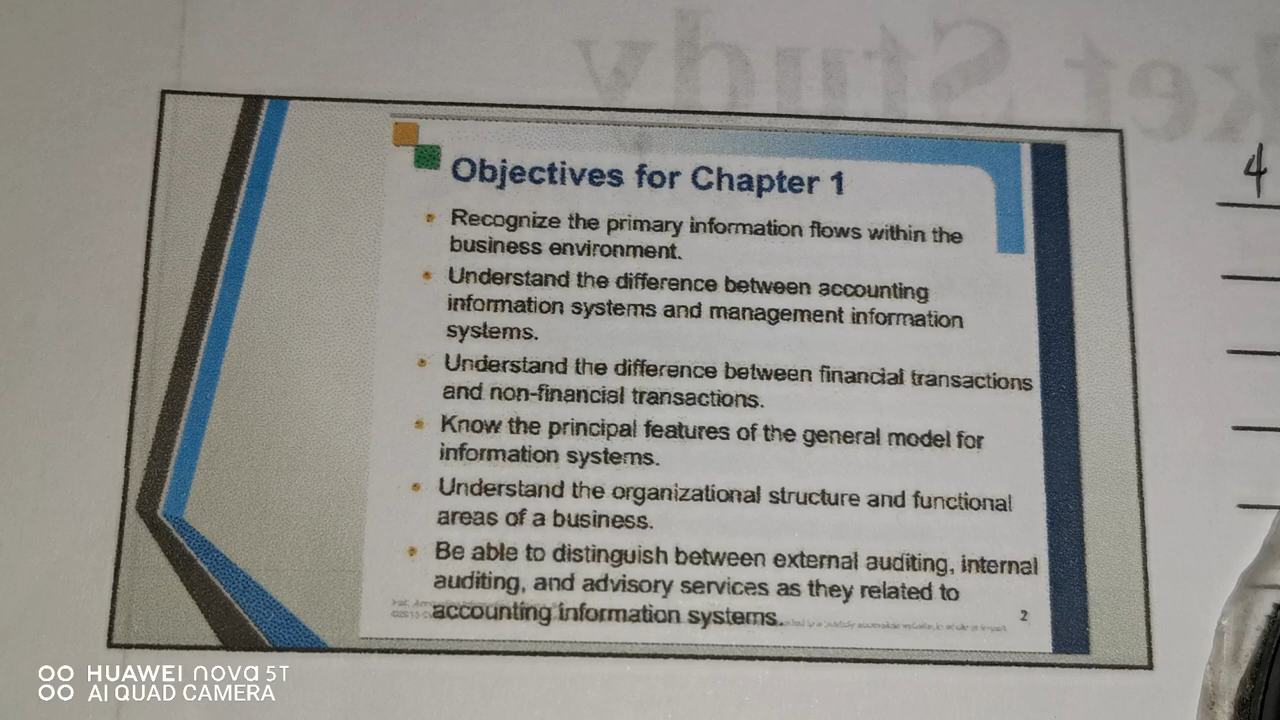 ket Study
4
Objectives for Chapter 1
• Recognize the primary information flows within the
business environment.
• Understand the difference between accounting
information systems and management information
systems.
• Understand the difference between financial transactions
and non-financial transactions.
• Know the principal features of the general model for
information systems.
• Understand the organizational structure and functional
areas of a business.
• Be able to distinguish between external auditing, internal
auditing, and advisory services as they related to
accounting information systems.
2
HUAWEI nova 5T
AI QUAD CAMERA